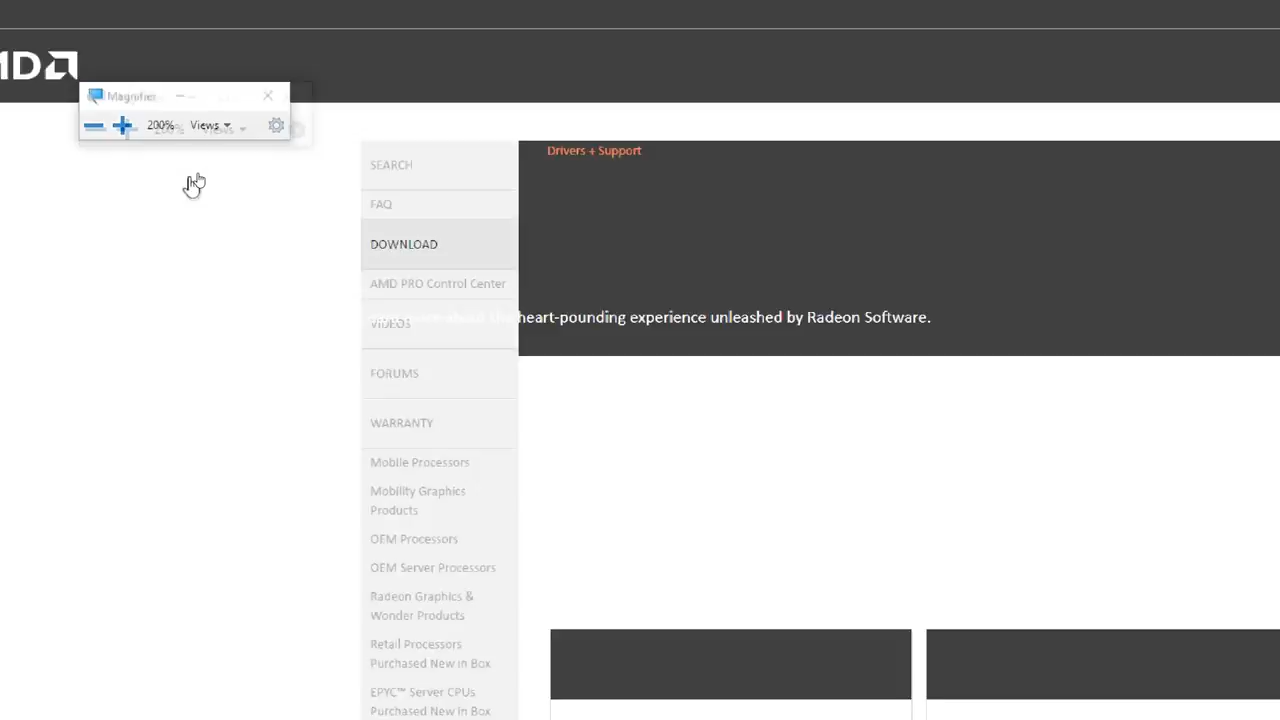 MD
Magnifier
200% Views
SEARCH
Drivers + Support
FAQ
DOWNLOAD
AMD PRO Control Center
heart-pounding experience unleashed by Radeon Software.
VIDEOS
FORUMS
WARRANTY
Mobile Processors
Mobility Graphics
Products
OEM Processors
OEM Server Processors
Radeon Graphics &
Wonder Products
Retail Processors
Purchased New in Box
EPYC™ Server CPUs
Purchased New in Box